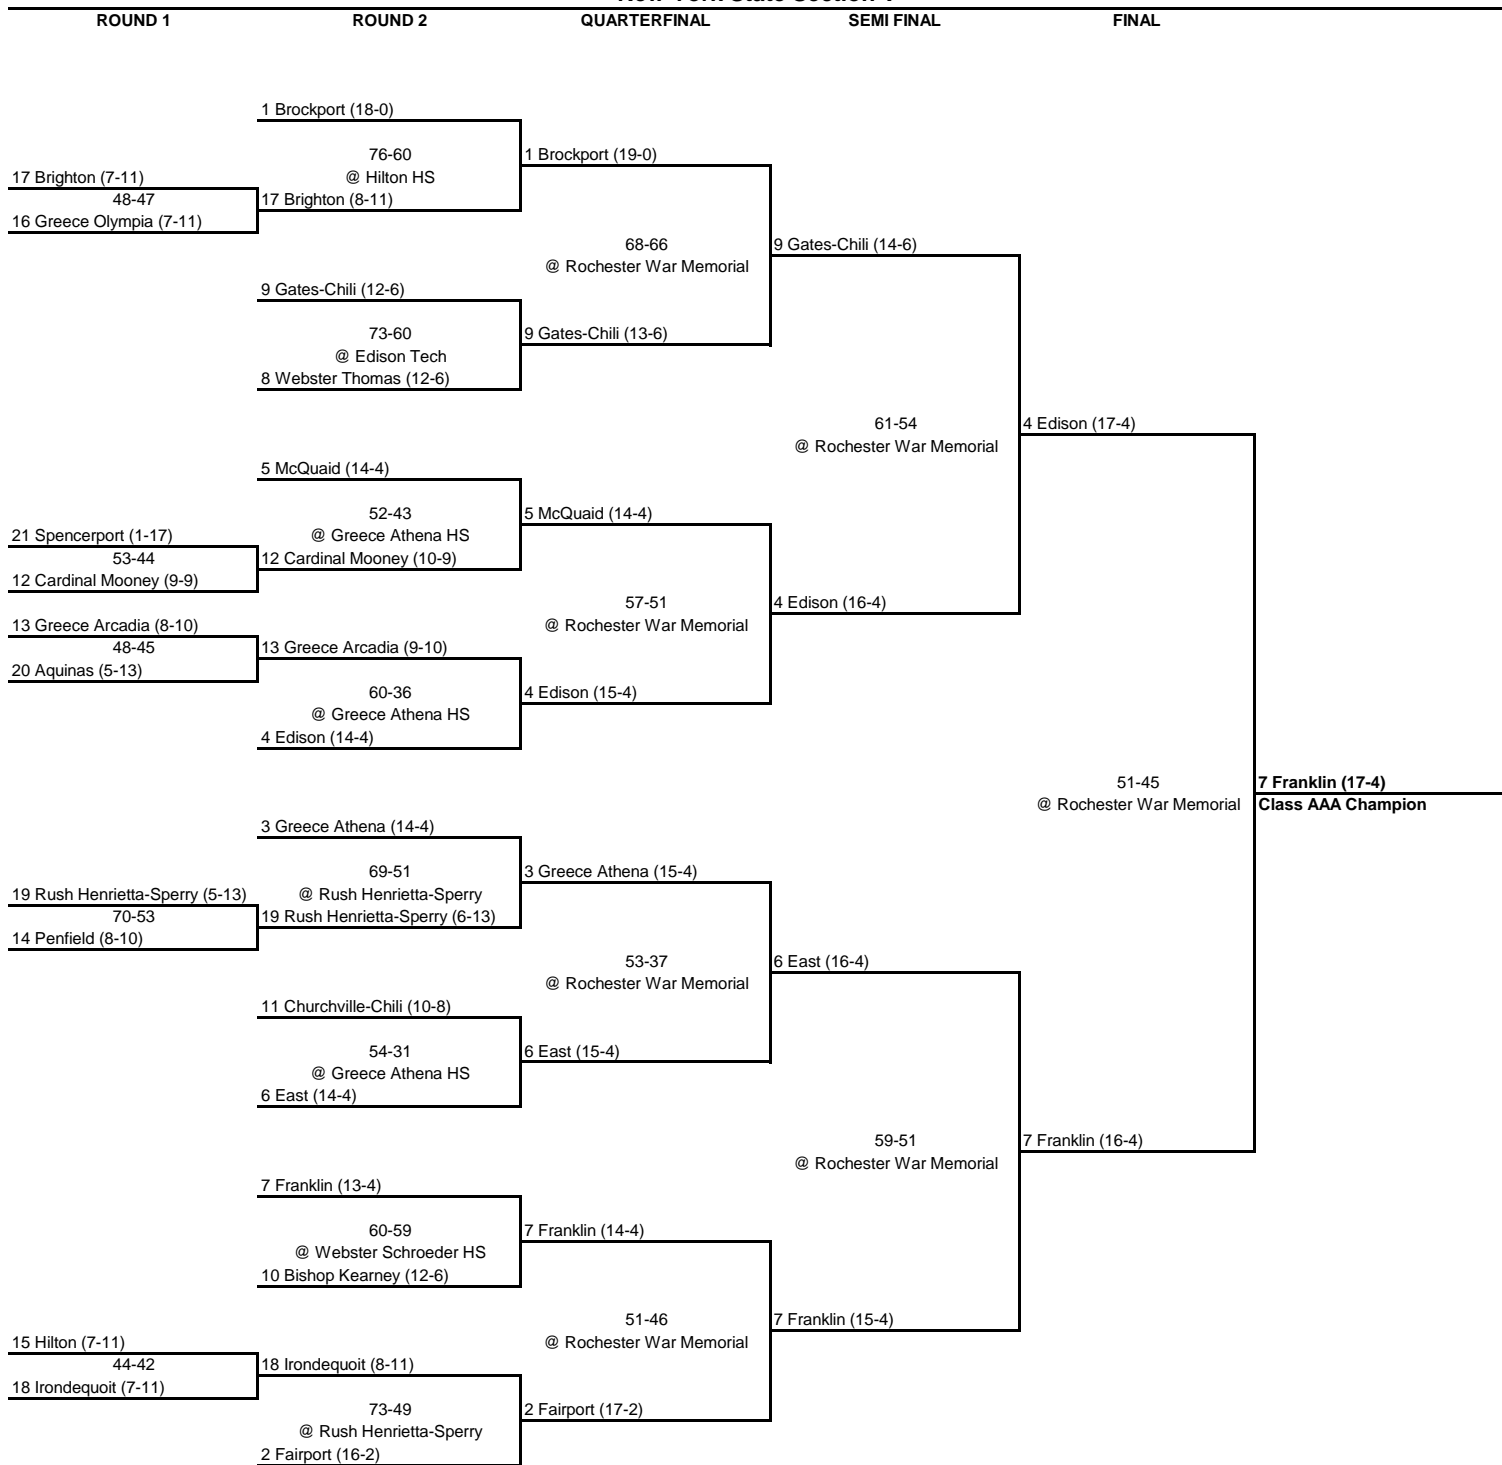 ROUND 1 ROUND 2 QUARTERFINAL SEMI FINAL FINAL
1 Brockport (18-0)
76-60
@ Hilton HS
1 Brockport (19-0)
17 Brighton (7-11)
48-47
16 Greece Olympia (7-11)
17 Brighton (8-11)
68-66
@ Rochester War Memorial
9 Gates-Chili (14-6)
9 Gates-Chili (12-6)
73-60
@ Edison Tech
9 Gates-Chili (13-6)
8 Webster Thomas (12-6)
61-54
@ Rochester War Memorial
4 Edison (17-4)
5 McQuaid (14-4)
52-43
@ Greece Athena HS
5 McQuaid (14-4)
21 Spencerport (1-17)
53-44
12 Cardinal Mooney (9-9)
12 Cardinal Mooney (10-9)
57-51
@ Rochester War Memorial
4 Edison (16-4)
13 Greece Arcadia (8-10)
48-45
20 Aquinas (5-13)
13 Greece Arcadia (9-10)
60-36
@ Greece Athena HS
4 Edison (15-4)
4 Edison (14-4)
51-45
@ Rochester War Memorial
7 Franklin (17-4)
Class AAA Champion
3 Greece Athena (14-4)
69-51
@ Rush Henrietta-Sperry
3 Greece Athena (15-4)
19 Rush Henrietta-Sperry (5-13)
70-53
14 Penfield (8-10)
19 Rush Henrietta-Sperry (6-13)
53-37
@ Rochester War Memorial
6 East (16-4)
11 Churchville-Chili (10-8)
54-31
@ Greece Athena HS
6 East (15-4)
6 East (14-4)
59-51
@ Rochester War Memorial
7 Franklin (16-4)
7 Franklin (13-4)
60-59
@ Webster Schroeder HS
7 Franklin (14-4)
10 Bishop Kearney (12-6)
51-46
@ Rochester War Memorial
7 Franklin (15-4)
15 Hilton (7-11)
44-42
18 Irondequoit (7-11)
18 Irondequoit (8-11)
73-49
@ Rush Henrietta-Sperry
2 Fairport (17-2)
2 Fairport (16-2)